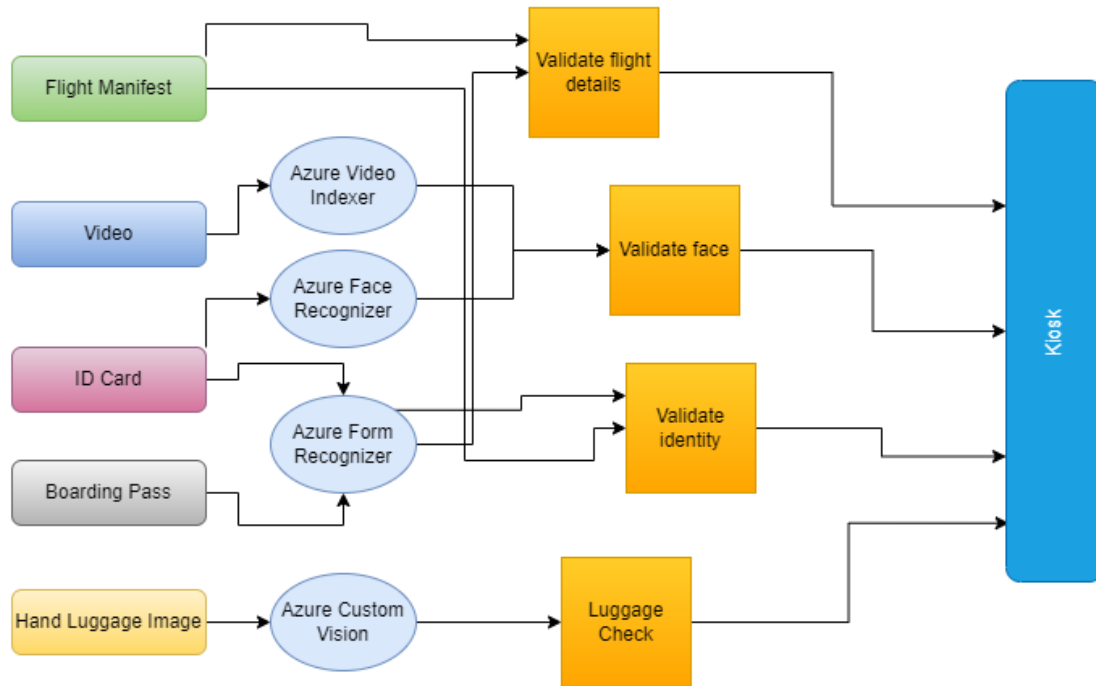 Flight Manifest
Validate flight
details
Azure Video
Indexer
Video
Validate face
Azure Face
Recognizer
Kiosk
ID Card
Azure Form
Recognizer
Validate
identity
Boarding Pass
Hand Luggage Image
Azure Custom
Vision
Luggage
Check